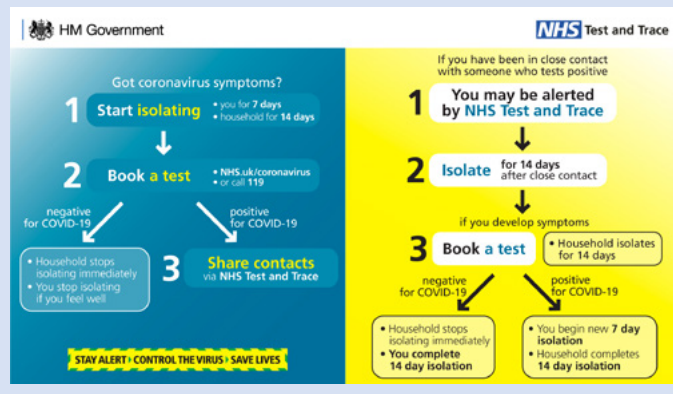 HM Government
NHS Test and Trace
Got coronavirus symptoms?
1 Start isolating
• you for 7 days
• household for 14 days
2 Book a test
• NHS.uk/coronavirus
• or call 119
negative
for COVID-19
positive
for COVID-19
• Household stops
isolating immediately
• You stop isolating
if you feel well
3 Share contacts
via NHS Test and Trace
STAY ALERT › CONTROL THE VIRUS › SAVE LIVES
If you have been in close contact
with someone who tests positive
1 You may be alerted
by NHS Test and Trace
2 Isolate
for 14 days
after close contact
if you develop symptoms
3 Book a test
• Household isolates
for 14 days
negative
for COVID-19
positive
for COVID-19
• Household stops
isolating immediately
• You complete
14 day isolation
• You begin new 7 day
isolation
• Household completes
14 day isolation